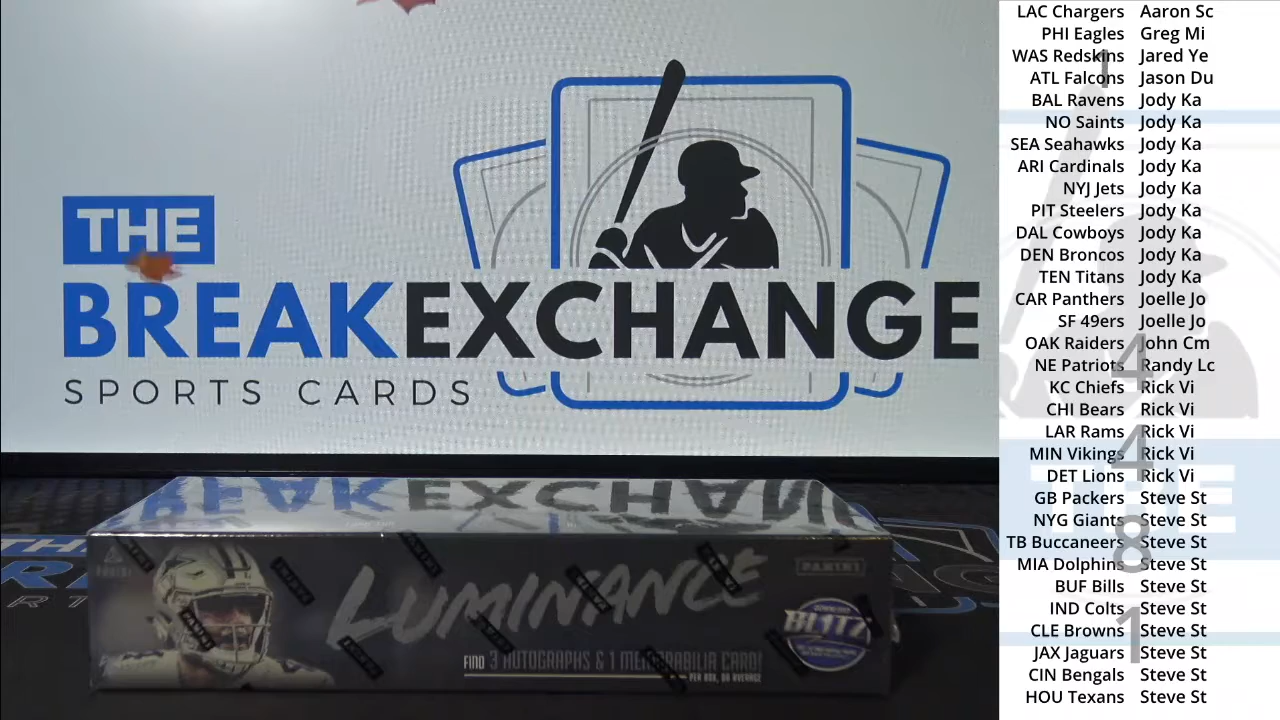 THE
BREAKEXCHANGE
SPORTS CARDS
PANINI
LUMINANCE
PANINI
BLITZ
FIND 3 AUTOGRAPHS & 1 MEMORABILIA CARD!
PER BOX, ON AVERAGE
LAC Chargers Aaron Sc
PHI Eagles Greg Mi
WAS Redskins Jared Ye
ATL Falcons Jason Du
BAL Ravens Jody Ka
NO Saints Jody Ka
SEA Seahawks Jody Ka
ARI Cardinals Jody Ka
NYJ Jets Jody Ka
PIT Steelers Jody Ka
DAL Cowboys Jody Ka
DEN Broncos Jody Ka
TEN Titans Jody Ka
CAR Panthers Joelle Jo
SF 49ers Joelle Jo
OAK Raiders John Cm
NE Patriots Randy Lc
KC Chiefs Rick Vi
CHI Bears Rick Vi
LAR Rams Rick Vi
MIN Vikings Rick Vi
DET Lions Rick Vi
GB Packers Steve St
NYG Giants Steve St
TB Buccaneers Steve St
MIA Dolphins Steve St
BUF Bills Steve St
IND Colts Steve St
CLE Browns Steve St
JAX Jaguars Steve St
CIN Bengals Steve St
HOU Texans Steve St